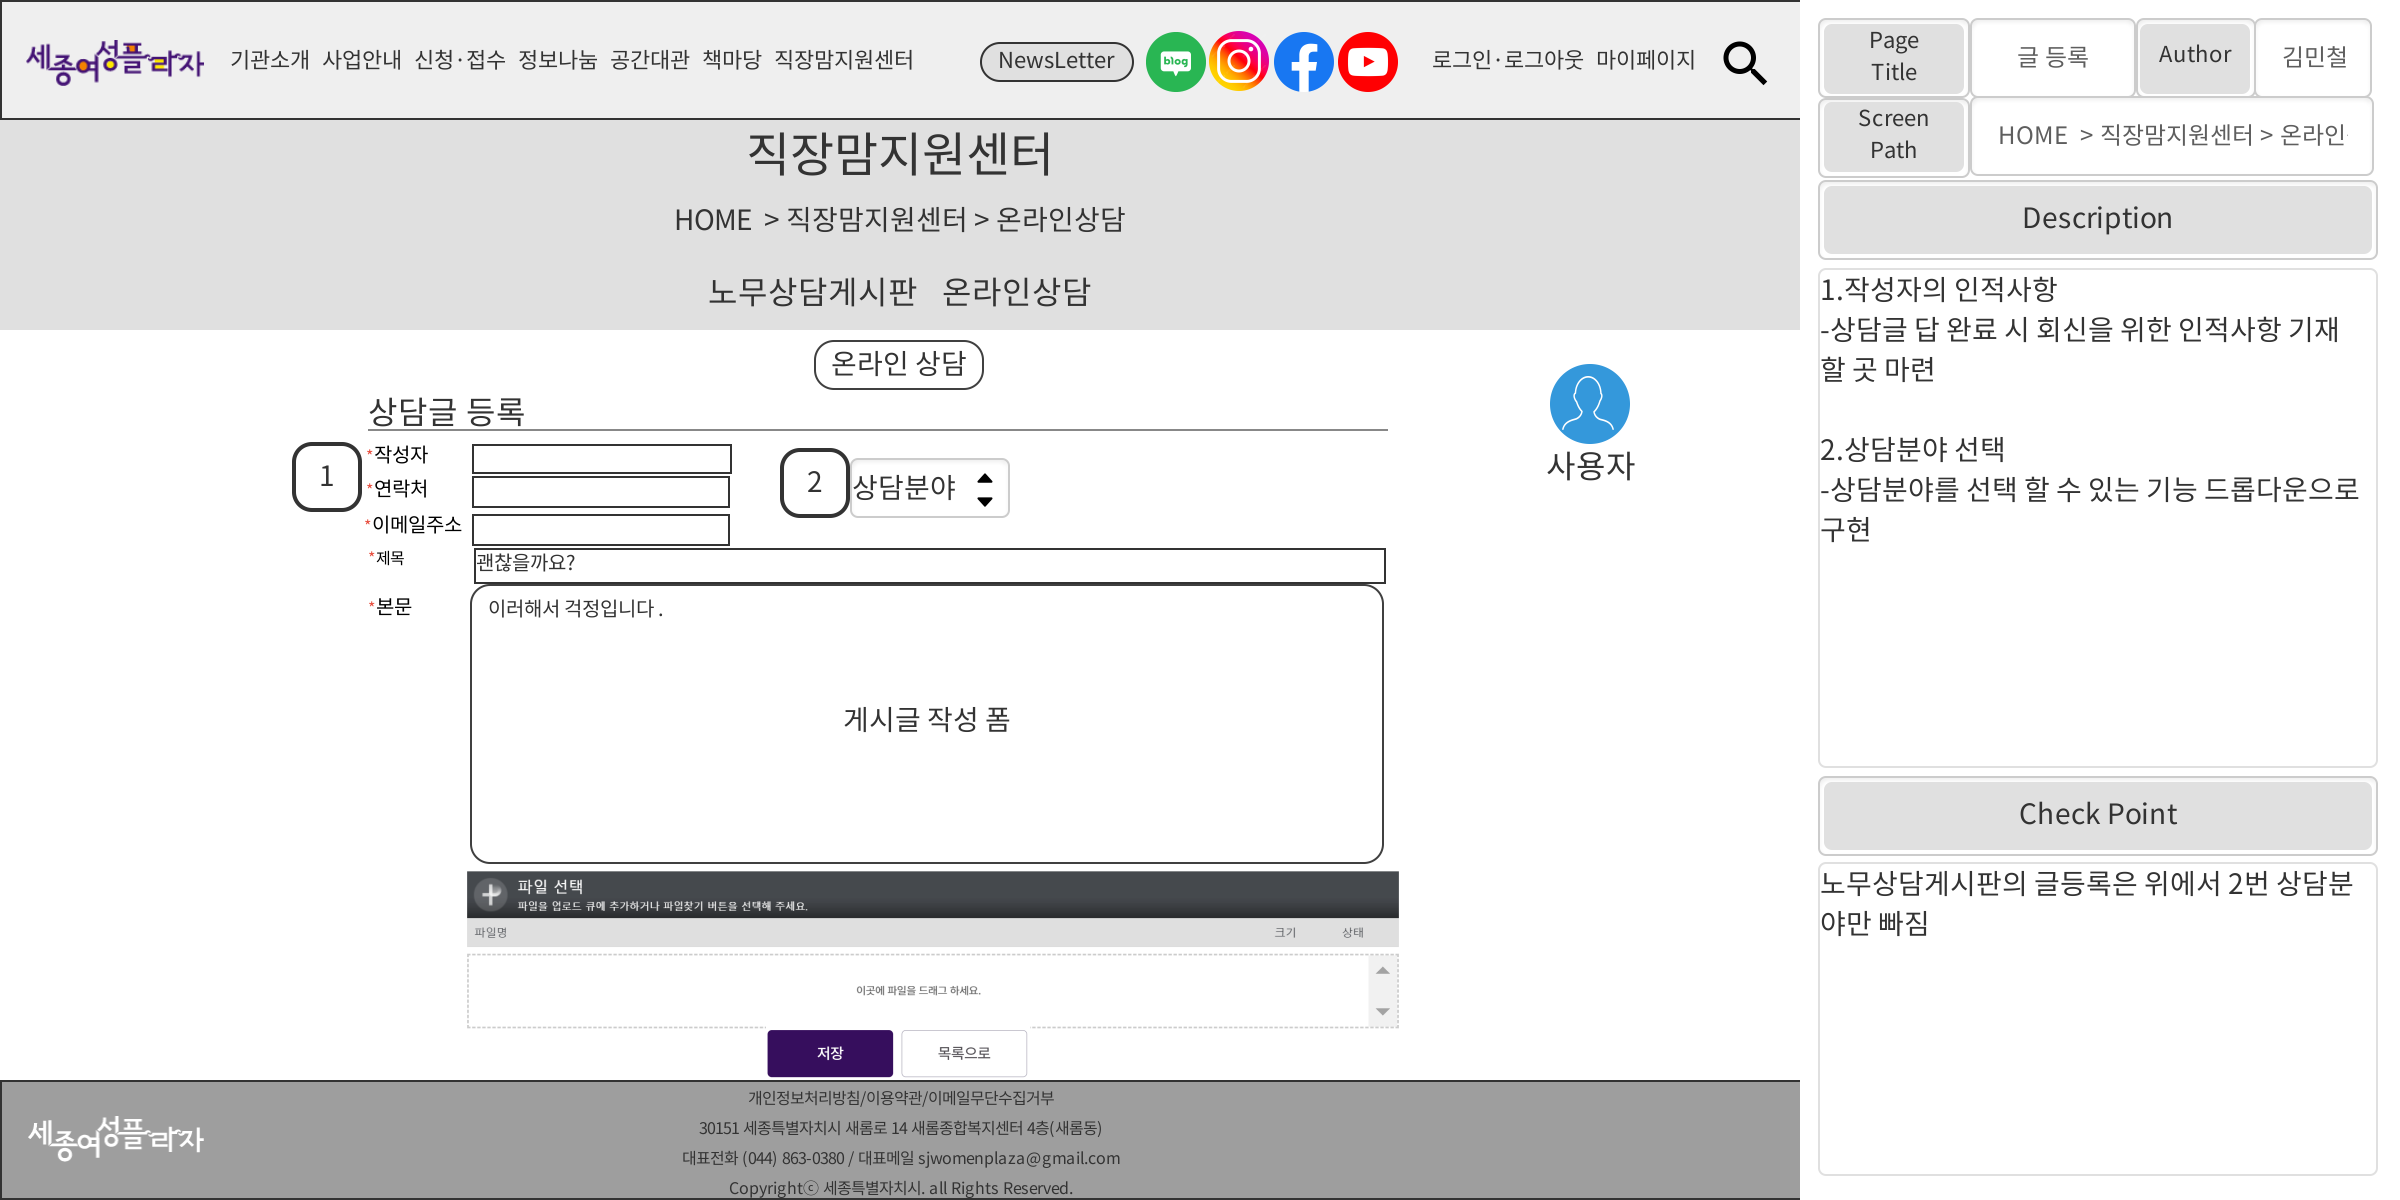 세종여성플라자
기관소개 사업안내 신청·접수 정보나눔 공간대관 책마당 직장맘지원센터
NewsLetter
blog
로그인·로그아웃 마이페이지
직장맘지원센터
HOME > 직장맘지원센터 > 온라인상담
노무상담게시판 온라인상담
온라인 상담
상담글 등록
1
*작성자
*연락처
*이메일주소
2
상담분야
사용자
*제목
괜찮을까요?
*본문
이러해서 걱정입니다 .
게시글 작성 폼
파일 선택
파일을 업로드 큐에 추가하거나 파일찾기 버튼을 선택해 주세요.
파일명 크기 상태
이곳에 파일을 드래그 하세요.
저장 목록으로
세종여성플라자
개인정보처리방침/이용약관/이메일무단수집거부
30151 세종특별자치시 새롬로 14 새롬종합복지센터 4층(새롬동)
대표전화 (044) 863-0380 / 대표메일 sjwomenplaza@gmail.com
Copyrightⓒ 세종특별자치시. all Rights Reserved.
Page
Title
글 등록
Author
김민철
Screen
Path
HOME > 직장맘지원센터 > 온라인
Description
1.작성자의 인적사항
-상담글 답 완료 시 회신을 위한 인적사항 기재
할 곳 마련
2.상담분야 선택
-상담분야를 선택 할 수 있는 기능 드롭다운으로
구현
Check Point
노무상담게시판의 글등록은 위에서 2번 상담분
야만 빠짐